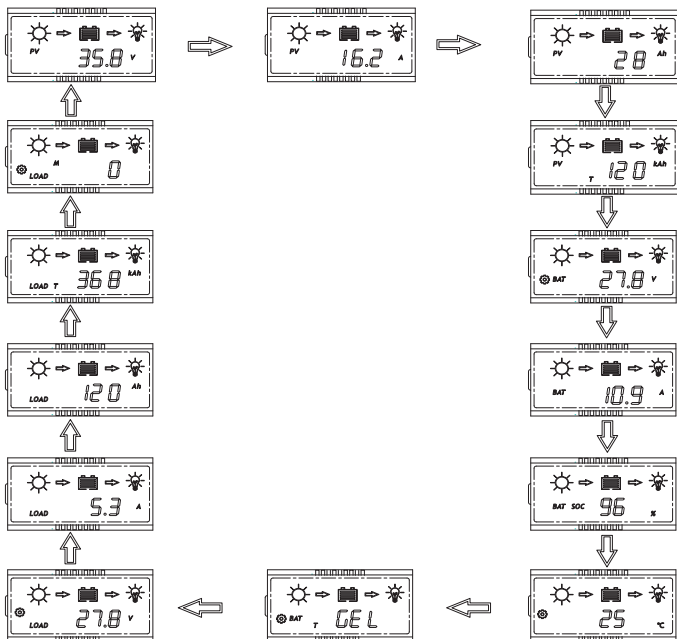 PV 35.8 V
PV 16.2 A
PV 28 Ah
PV T 120 kAh
BAT 27.8 V
BAT 10.9 A
BAT SOC 96 %
25 °C
BAT T GEL
LOAD 27.8 V
LOAD 5.3 A
LOAD 120 Ah
LOAD T 368 kAh
LOAD M 0